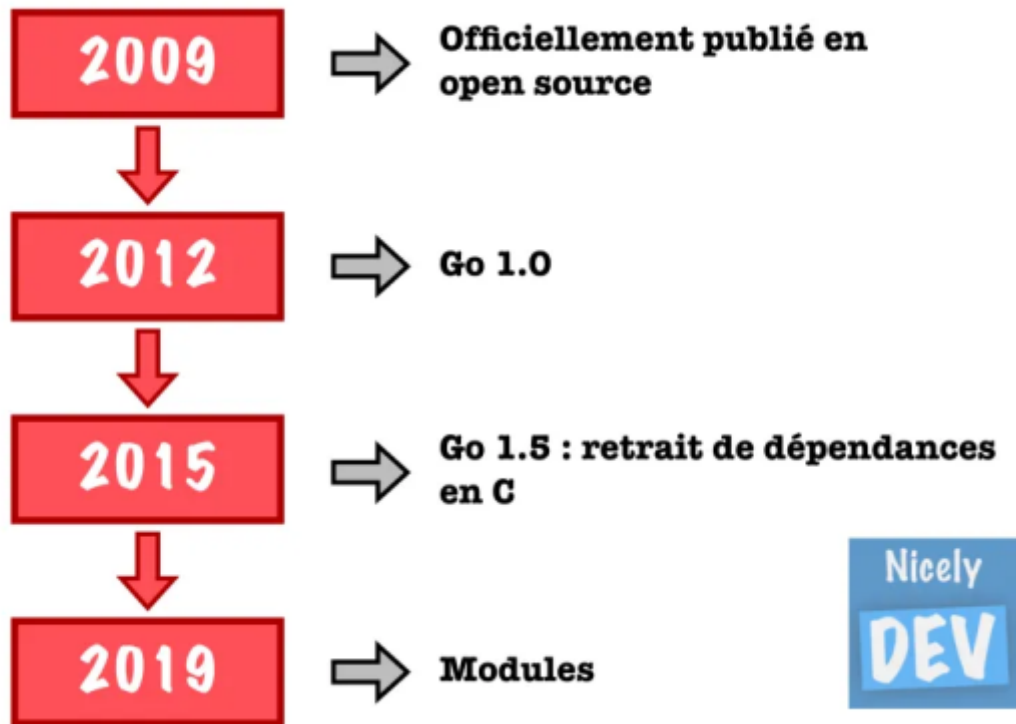 2009
Officiellement publié en
open source
2012
Go 1.0
2015
Go 1.5 : retrait de dépendances
en C
2019
Modules
Nicely
DEV